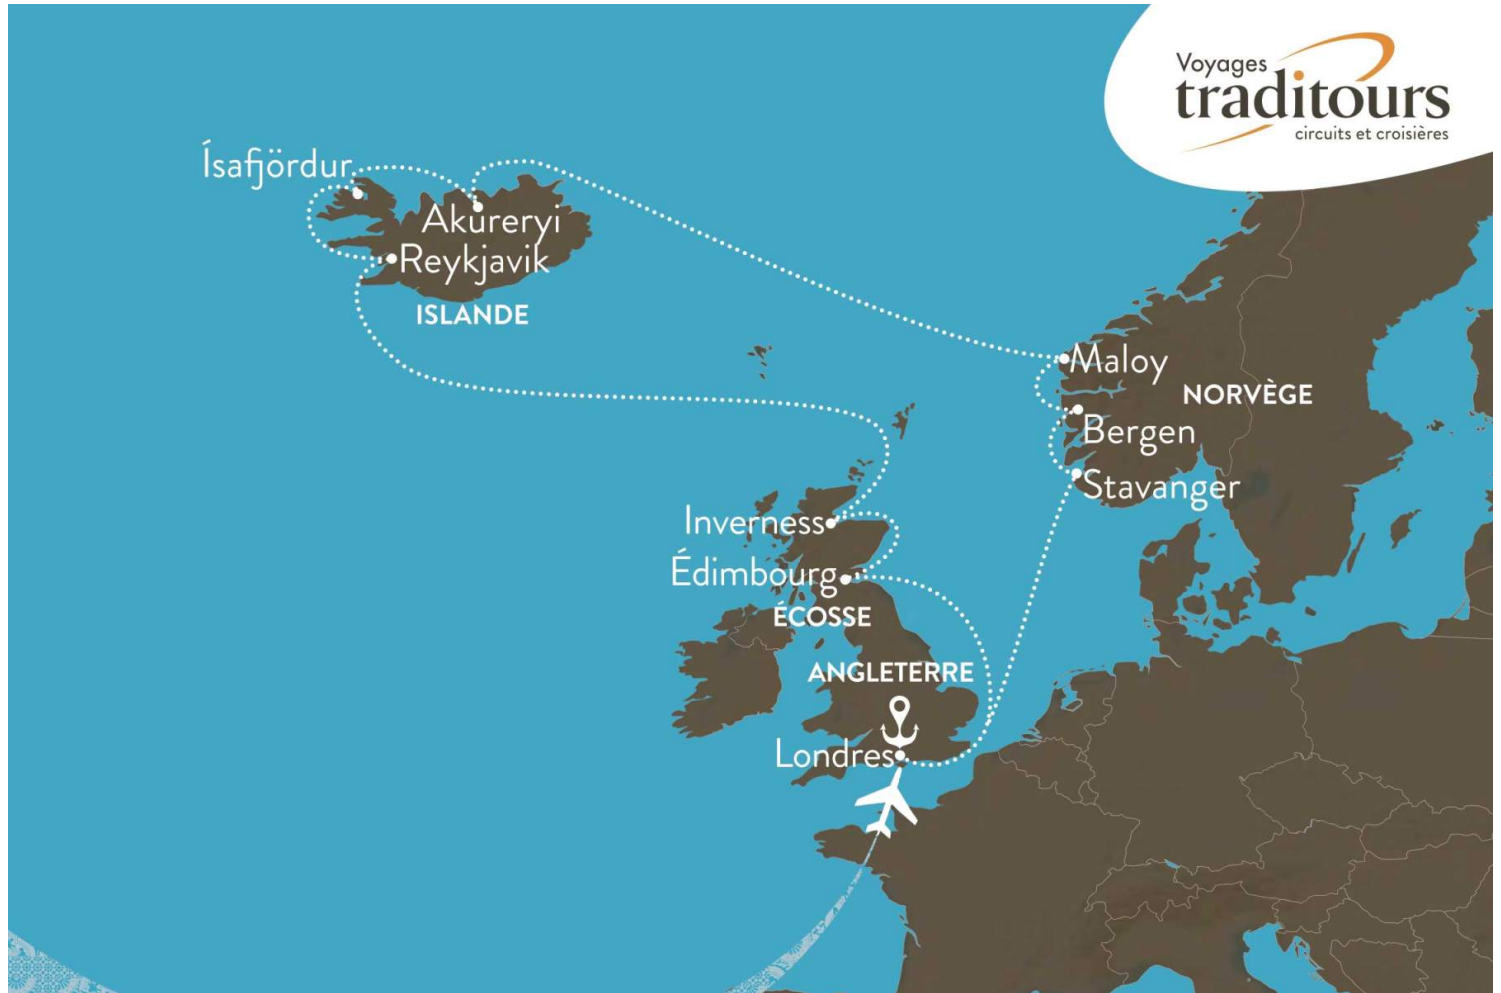 Voyages
traditours
circuits et croisières
Ísafjördur
Akureryi
Reykjavik
ISLANDE
Maloy
NORVÈGE
Bergen
Stavanger
Inverness
Édimbourg
ÉCOSSE
ANGLETERRE
Londres